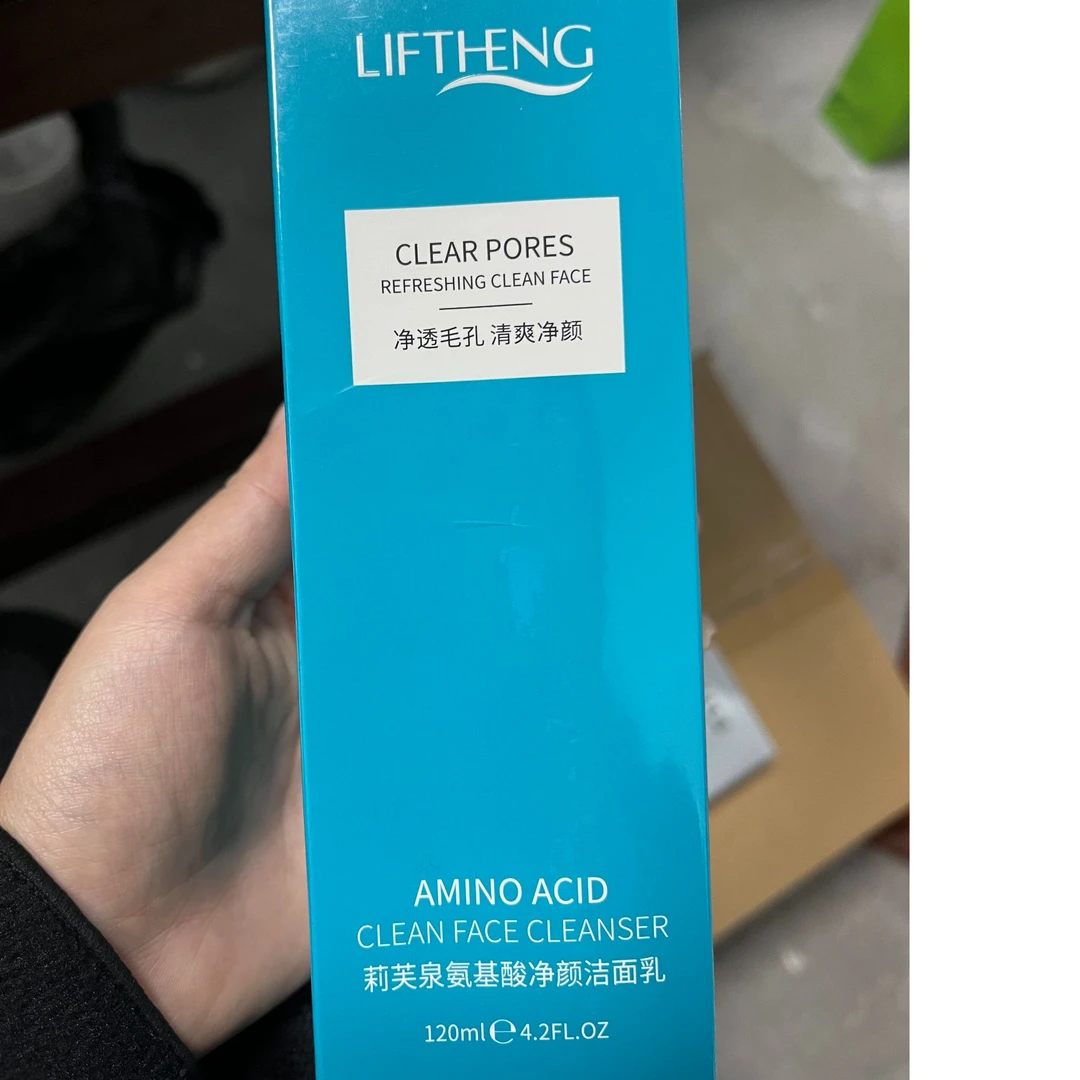 LIFTHENG
CLEAR PORES
REFRESHING CLEAN FACE
净透毛孔 清爽净颜
AMINO ACID
CLEAN FACE CLEANSER
莉芙泉氨基酸净颜洁面乳
120ml℮4.2FL.OZ